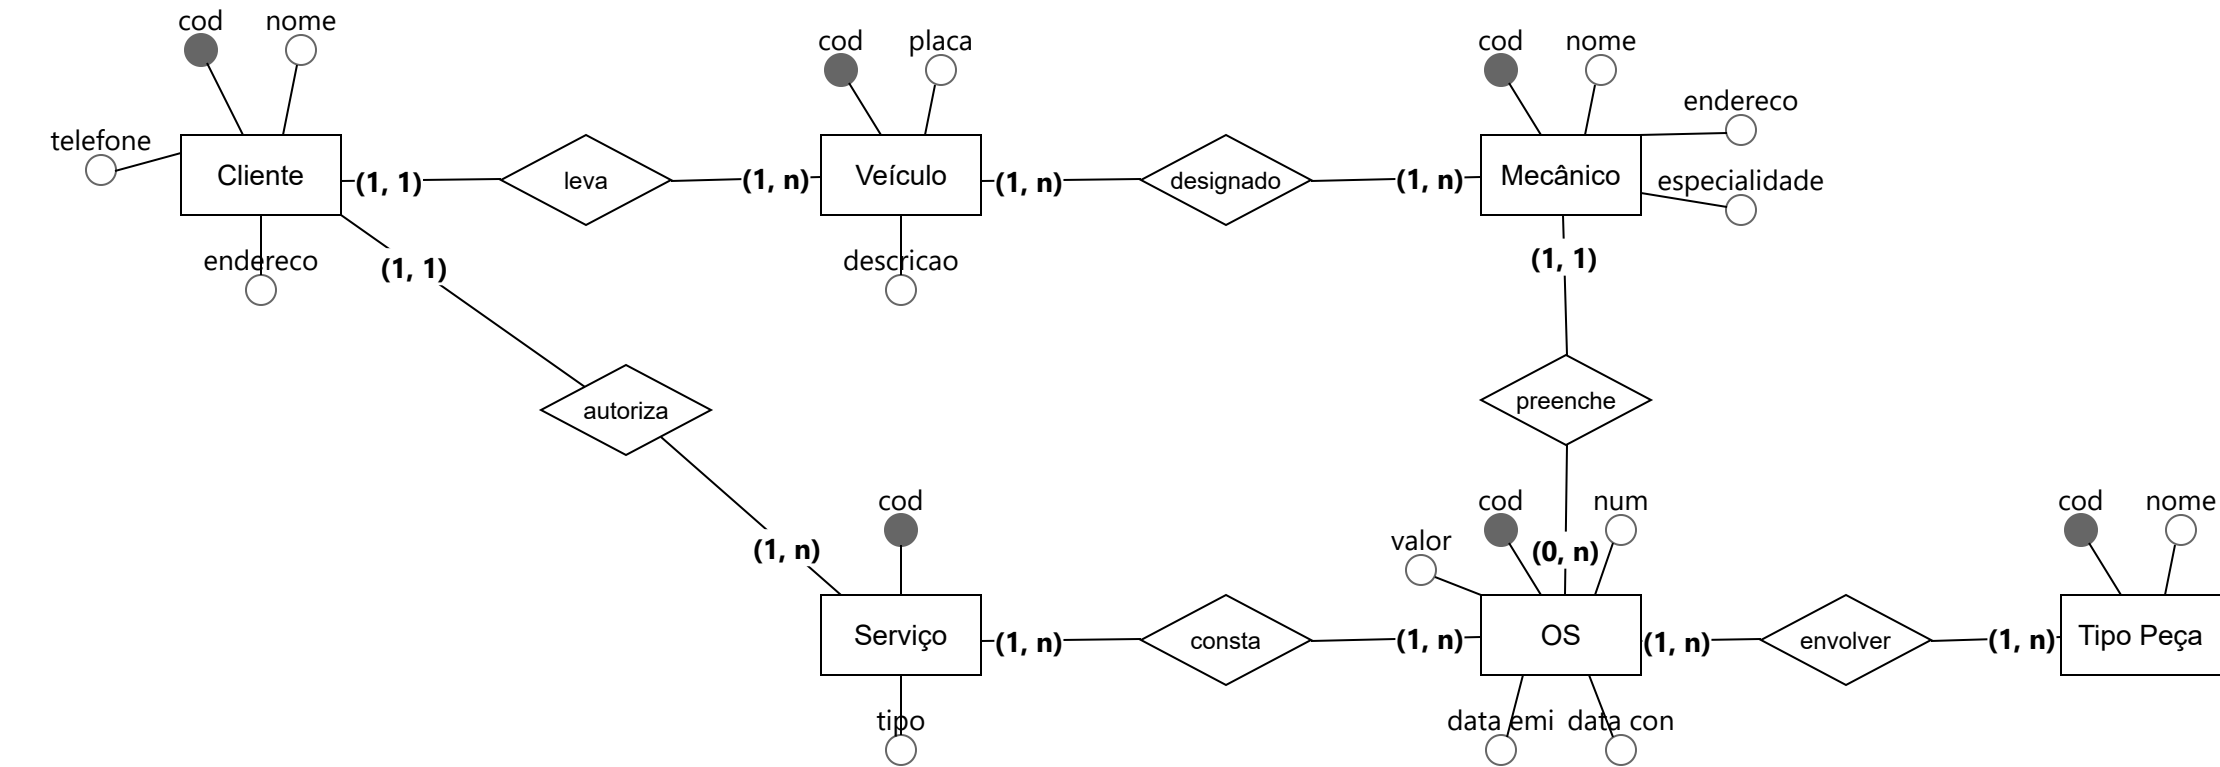 cod
nome
cod
placa
cod
nome
endereco
telefone
Cliente
(1, 1)
leva
(1, n)
Veículo
(1, n)
designado
(1, n)
Mecânico
especialidade
endereco
(1, 1)
descricao
(1, 1)
autoriza
preenche
cod
cod
num
cod
nome
(1, n)
valor
(0, n)
Serviço
(1, n)
consta
(1, n)
OS
(1, n)
envolver
(1, n)
Tipo Peça
tipo
data emi
data con